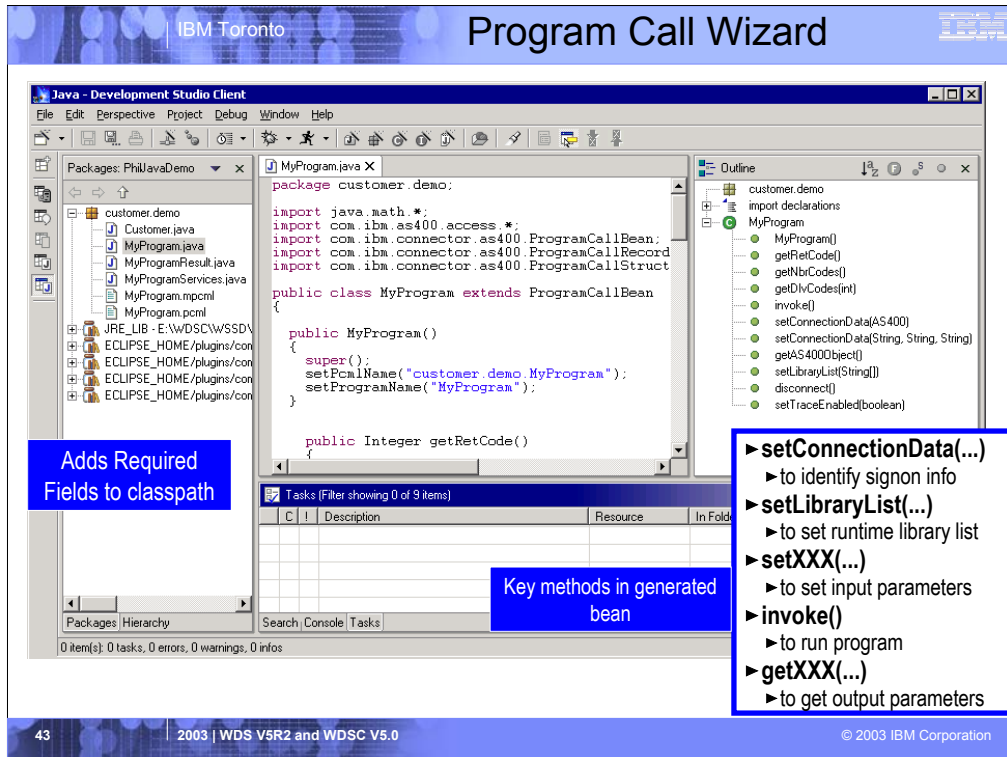 IBM Toronto
Program Call Wizard
IBM
Java - Development Studio Client
File Edit Perspective Project Debug Window Help
Packages: PhilJavaDemo
customer.demo
Customer.java
MyProgram.java
MyProgramResult.java
MyProgramServices.java
MyProgram.mpcml
MyProgram.pcml
JRE_LIB - E:\WDSC\WSSD\
ECLIPSE_HOME/plugins/con
ECLIPSE_HOME/plugins/con
ECLIPSE_HOME/plugins/con
ECLIPSE_HOME/plugins/con
Packages Hierarchy
MyProgram.java X
package customer.demo;
import java.math.*;
import com.ibm.as400.access.*;
import com.ibm.connector.as400.ProgramCallBean;
import com.ibm.connector.as400.ProgramCallRecord
import com.ibm.connector.as400.ProgramCallStruct
public class MyProgram extends ProgramCallBean
{
public MyProgram()
{
super();
setPcmlName("customer.demo.MyProgram");
setProgramName("MyProgram");
}
public Integer getRetCode()
{
Tasks (Filter showing 0 of 9 items)
C ! Description Resource In Folde
Search Console Tasks
Outline
customer.demo
import declarations
MyProgram
MyProgram()
getRetCode()
getNbrCodes()
getDlvCodes(int)
invoke()
setConnectionData(AS400)
setConnectionData(String, String, String)
getAS400Object()
setLibraryList(String[])
disconnect()
setTraceEnabled(boolean)
0 item(s): 0 tasks, 0 errors, 0 warnings, 0 infos
Adds Required
Fields to classpath
Key methods in generated
bean
►setConnectionData(...)
►to identify signon info
►setLibraryList(...)
►to set runtime library list
►setXXX(...)
►to set input parameters
►invoke()
►to run program
►getXXX(...)
►to get output parameters
43
2003 | WDS V5R2 and WDSC V5.0
© 2003 IBM Corporation